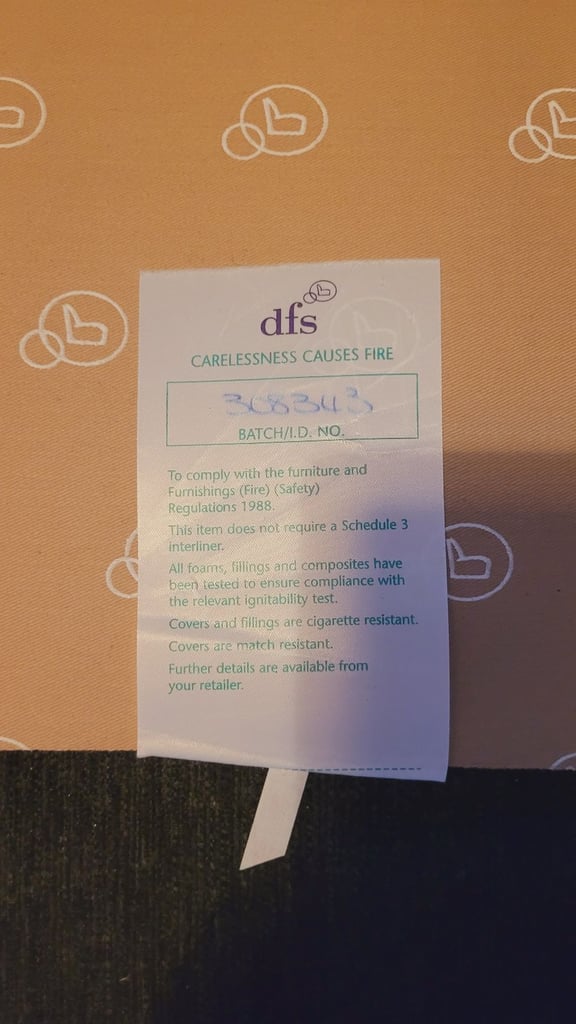 dfs
CARELESSNESS CAUSES FIRE
308343
BATCH/I.D. NO.
To comply with the furniture and
Furnishings (Fire) (Safety)
Regulations 1988.
This item does not require a Schedule 3
interliner.
All foams, fillings and composites have
been tested to ensure compliance with
the relevant ignitability test.
Covers and fillings are cigarette resistant.
Covers are match resistant.
Further details are available from
your retailer.